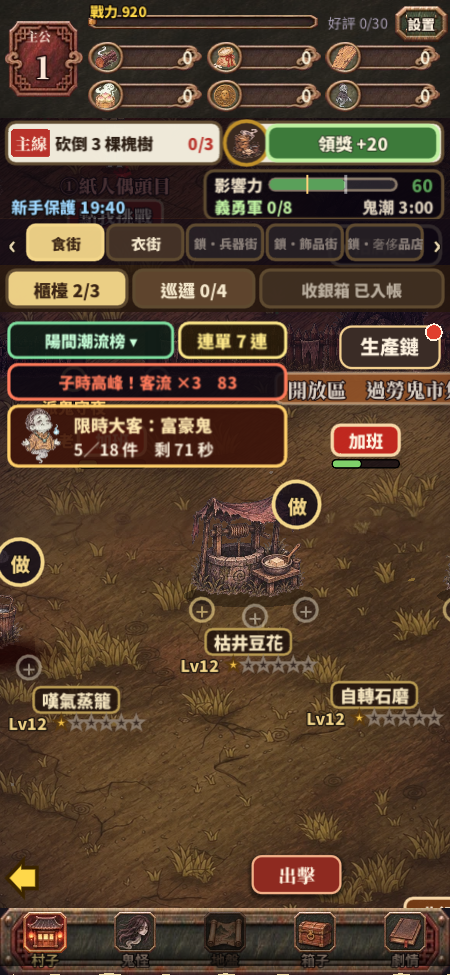 戰力.920
好評 0/30
設置
主公
1
0
0
0
0
0
0
主線 砍倒 3 棵槐樹 0/3
領獎 +20
紙人偶頭目
影響力 60
新手保護 19:40
義勇軍 0/8 鬼潮 3:00
‹ 食街 衣街 鎖・兵器街 鎖・飾品街 鎖・奢侈品店 ›
櫃檯 2/3
巡邏 0/4
收銀箱 已入帳
陽間潮流榜 ▾
連單 7 連
生產鏈
子時高峰！客流 ×3 83
開放區 過勞鬼市
限時大客：富豪鬼
5／18 件 剩 71 秒
加班
做
做
枯井豆花
Lv12
嘆氣蒸籠
Lv12
自轉石磨
Lv12
出擊
村子
鬼怪
地盤
箱子
劇情